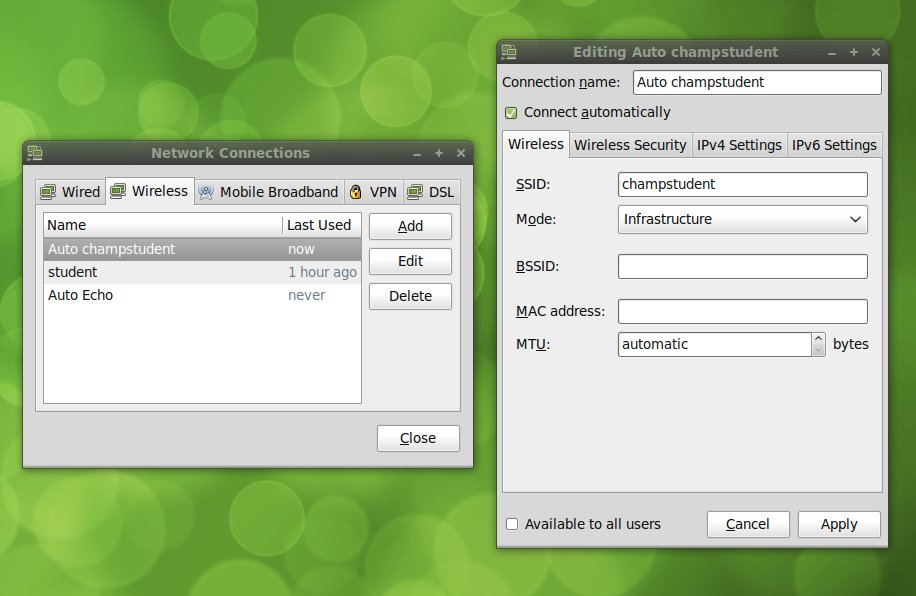 Network Connections
Wired Wireless Mobile Broadband VPN DSL
Name Last Used
Auto champstudent now
student 1 hour ago
Auto Echo never
Add
Edit
Delete
Close
Editing Auto champstudent
Connection name: Auto champstudent
Connect automatically
Wireless Wireless Security IPv4 Settings IPv6 Settings
SSID: champstudent
Mode: Infrastructure
BSSID:
MAC address:
MTU: automatic bytes
Available to all users Cancel Apply